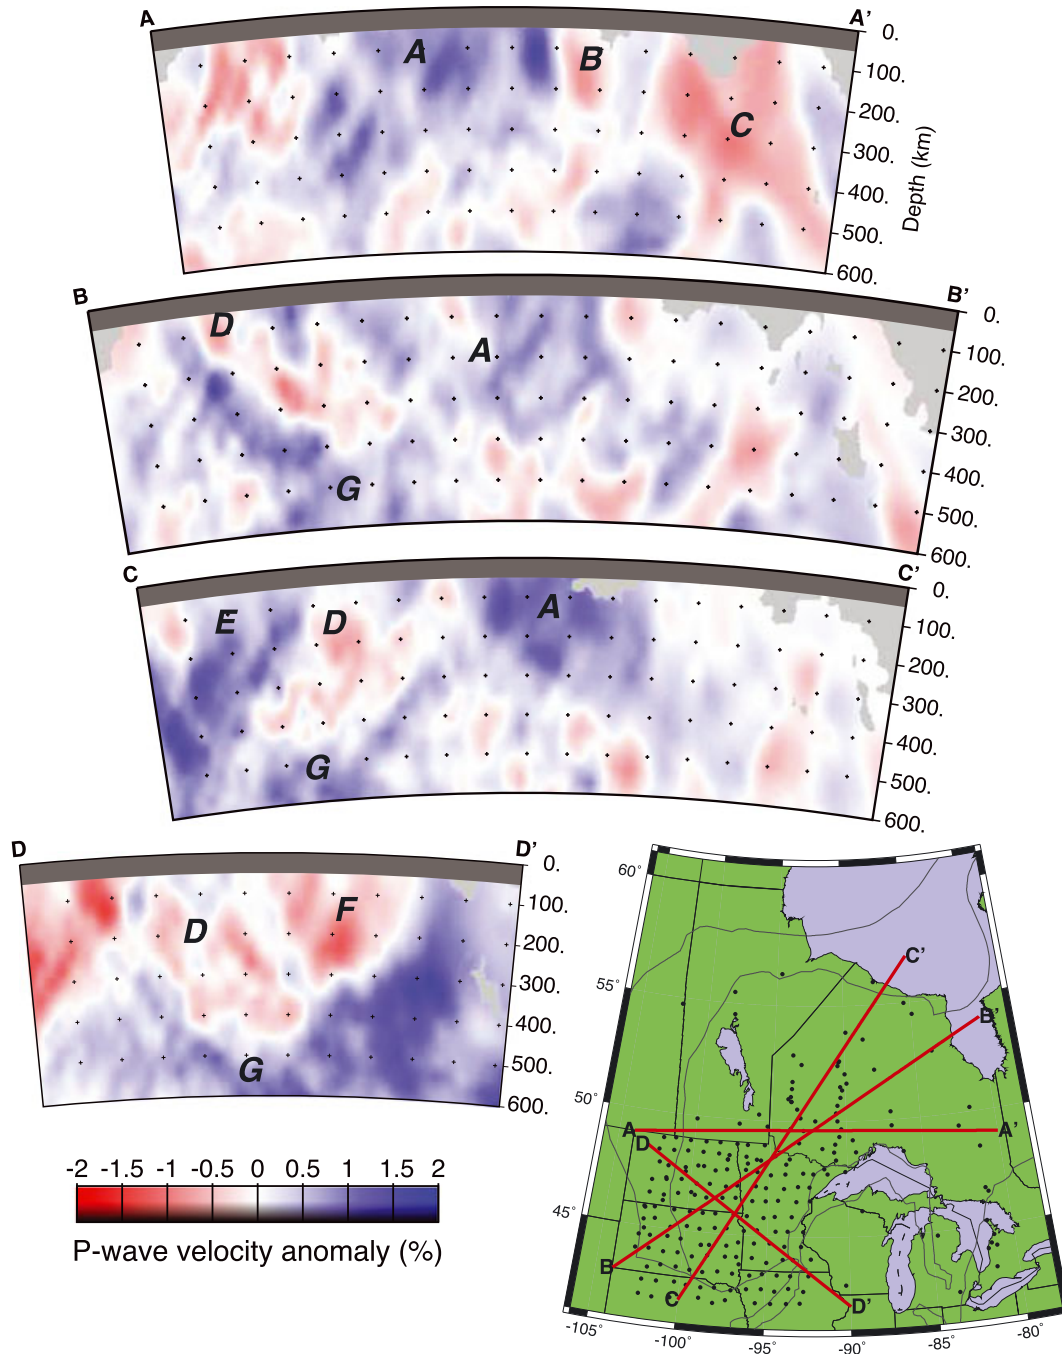 A A'
0.
100.
200.
300.
400.
500.
600.
Depth (km)
A B C
B B'
0.
100.
200.
300.
400.
500.
600.
D A G
C C'
0.
100.
200.
300.
400.
500.
600.
E D A G
D D'
0.
100.
200.
300.
400.
500.
600.
D F G
-2 -1.5 -1 -0.5 0 0.5 1 1.5 2
P-wave velocity anomaly (%)
60°
55°
50°
45°
C'
B'
A A'
D
B
C
D'
-105° -100° -95° -90° -85° -80°